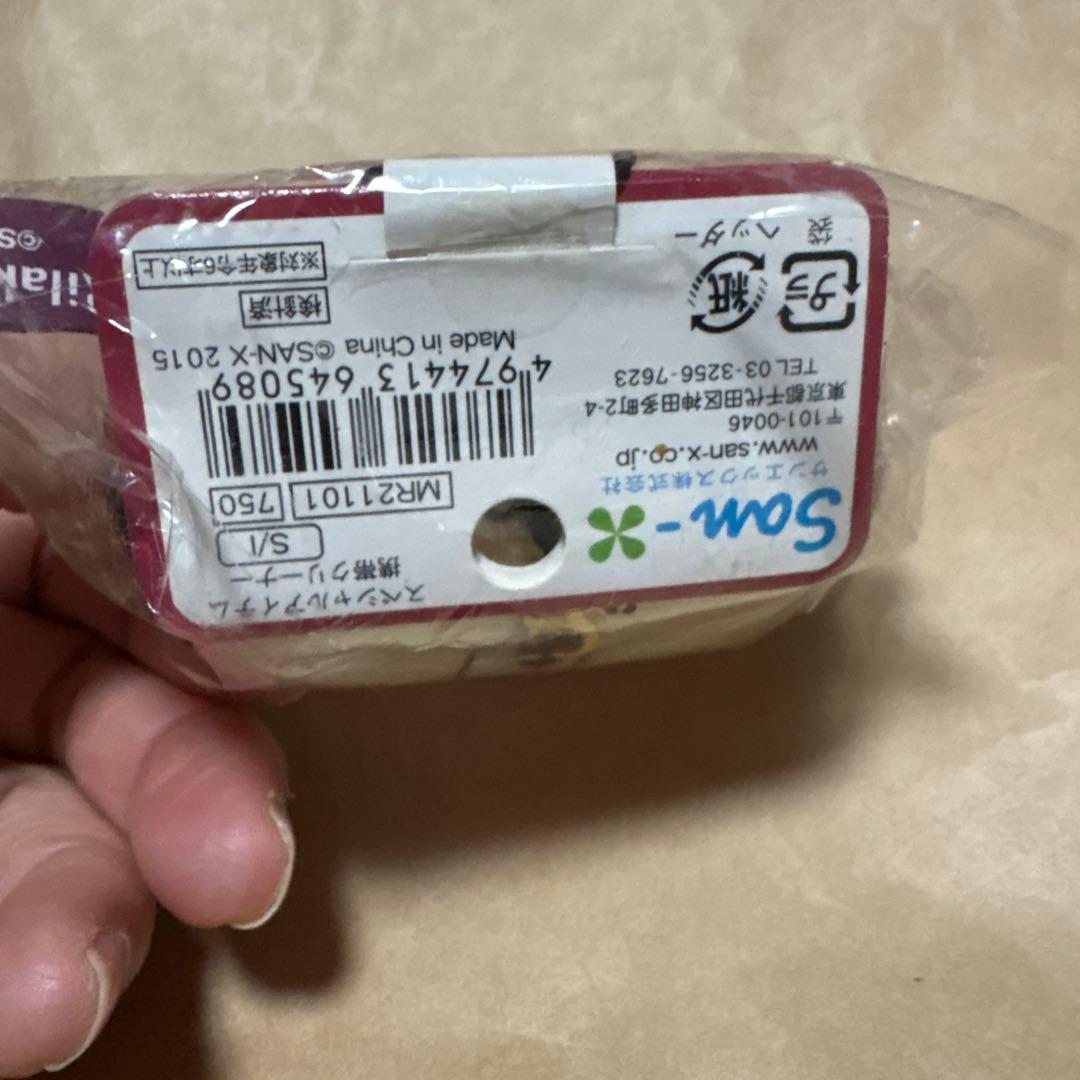 スペシャルアイテム
携帯クリーナー
S/I
MR21101
750
4 974413 645089
Made in China ©SAN-X 2015
検針済
※対象年令6才以上
San-X
サンエックス株式会社
www.san-x.co.jp
〒101-0046
東京都千代田区神田多町2-4
TEL 03-3256-7623
プラ
紙
袋
ヘッダー
Rilak
©S